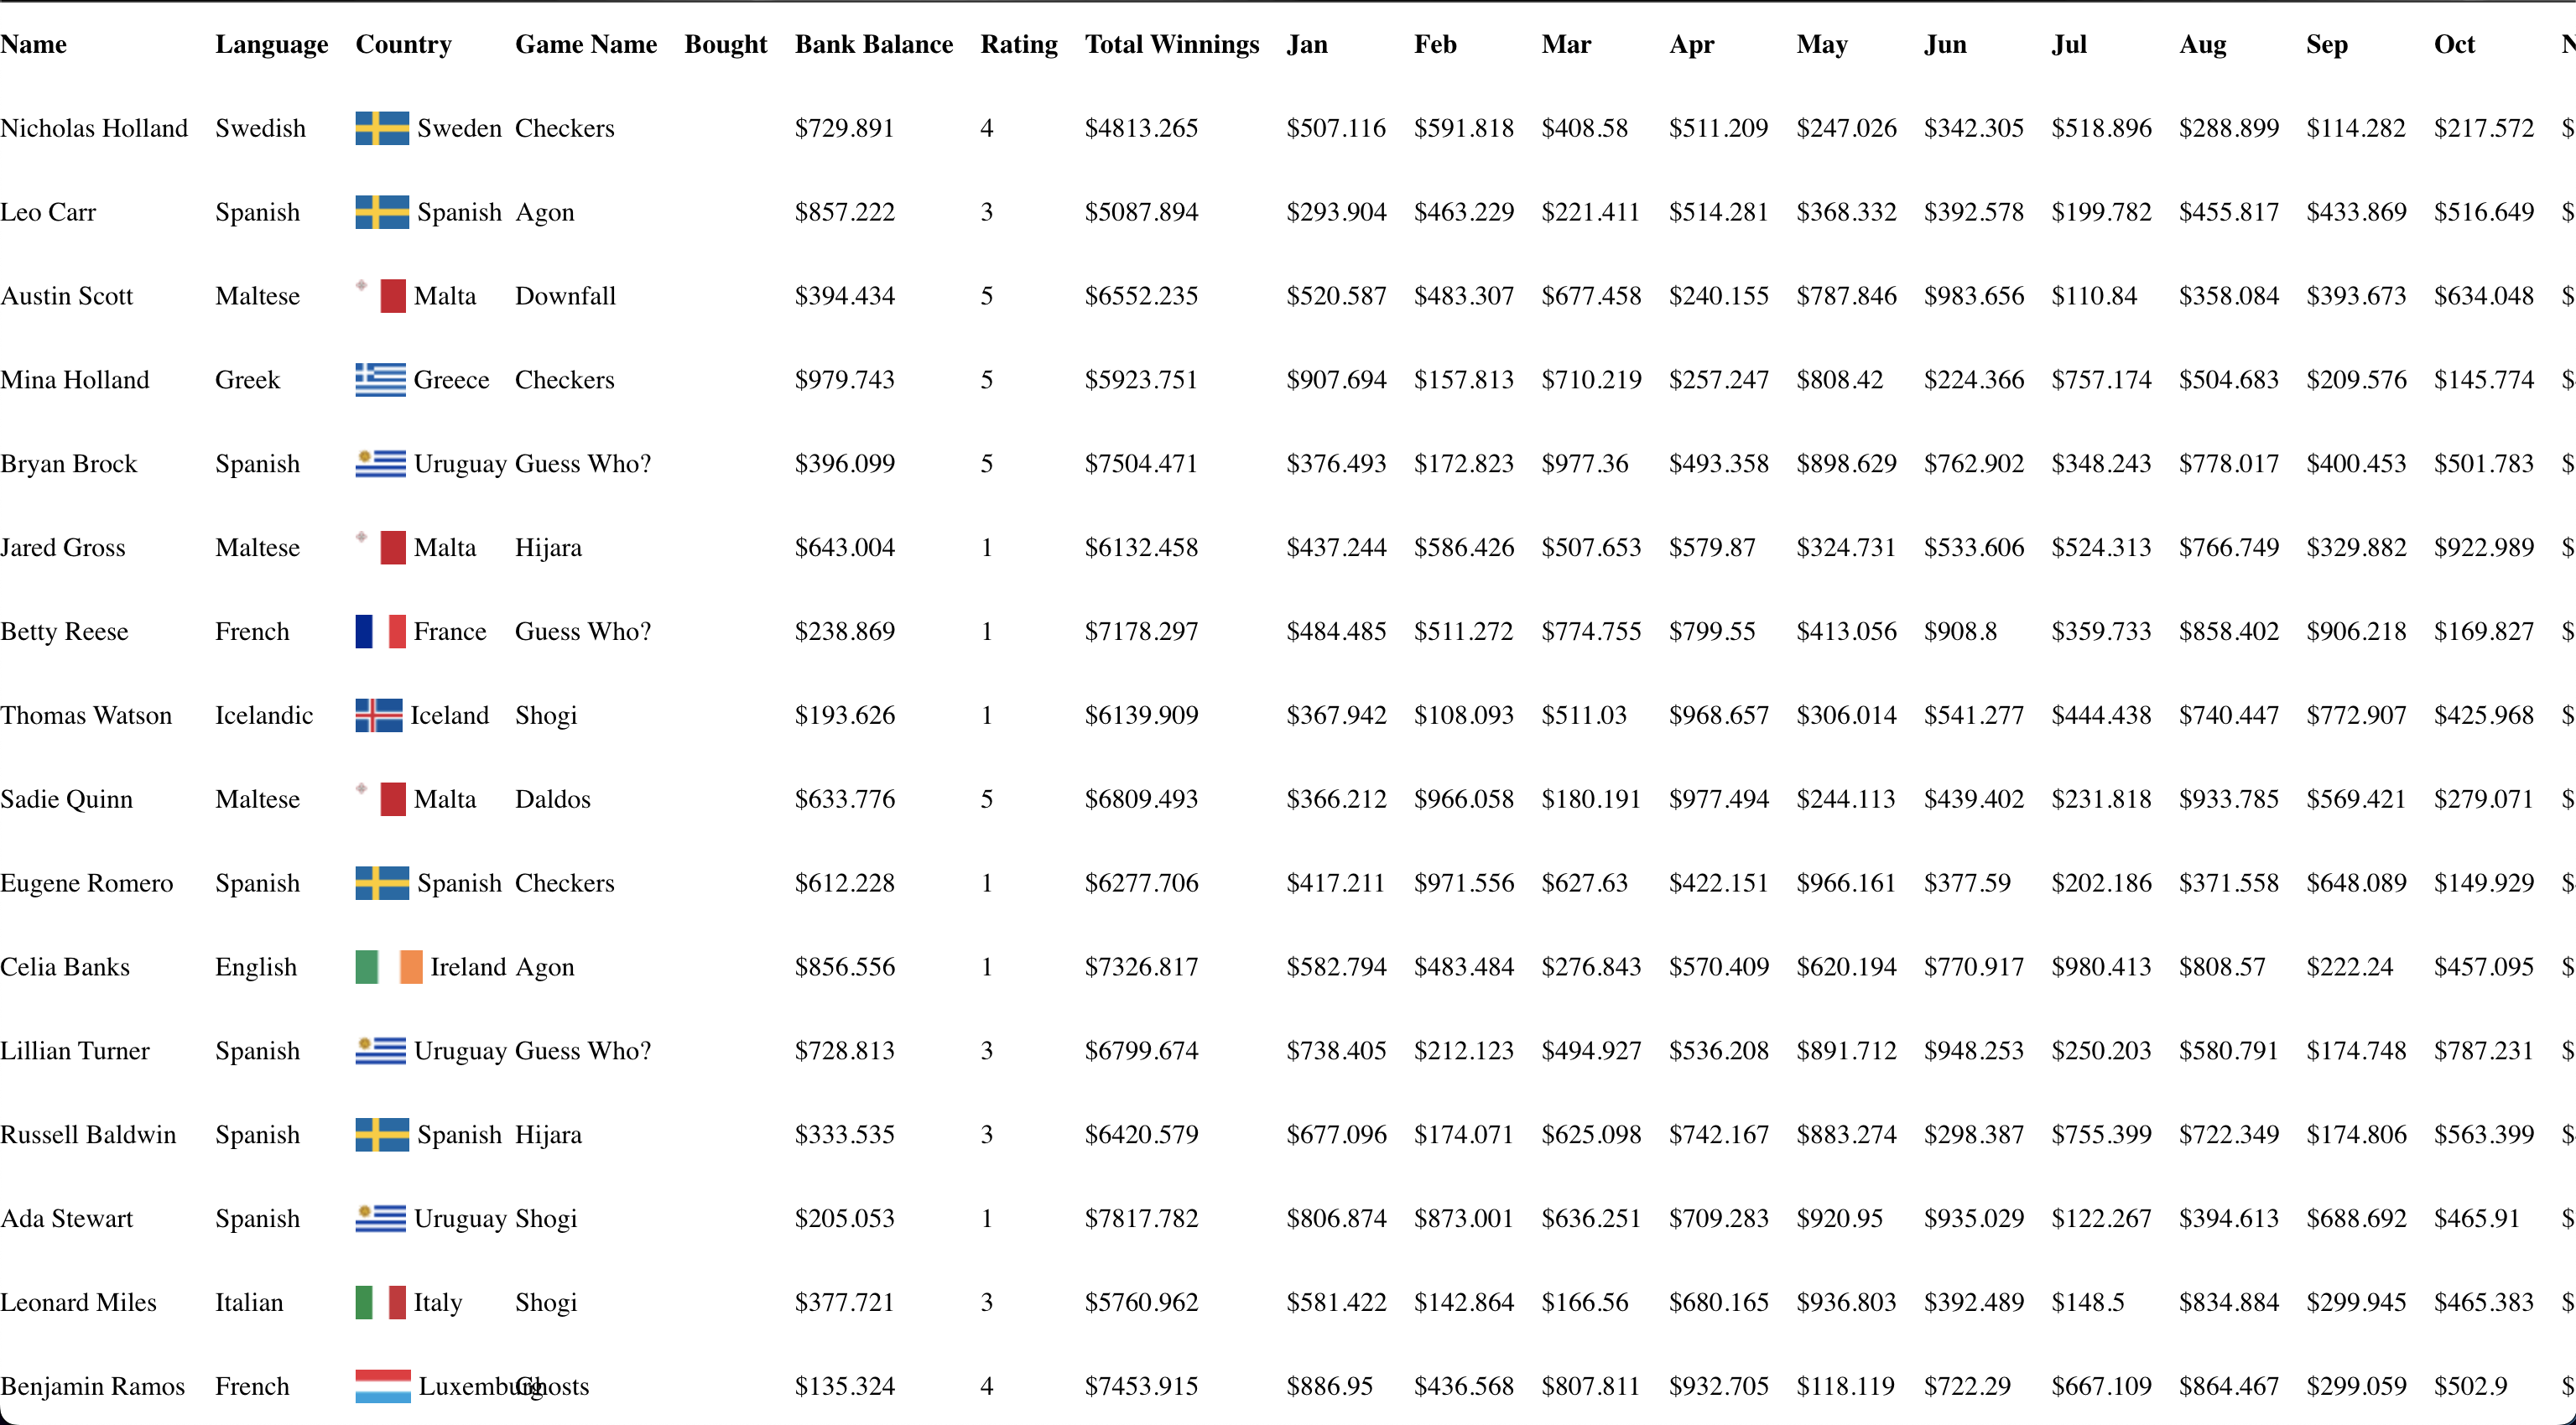 Name Language Country Game Name Bought Bank Balance Rating Total Winnings Jan Feb Mar Apr May Jun Jul Aug Sep Oct
Nicholas Holland Swedish Sweden Checkers $729.891 4 $4813.265 $507.116 $591.818 $408.58 $511.209 $247.026 $342.305 $518.896 $288.899 $114.282 $217.572 $
Leo Carr Spanish Spanish Agon $857.222 3 $5087.894 $293.904 $463.229 $221.411 $514.281 $368.332 $392.578 $199.782 $455.817 $433.869 $516.649 $
Austin Scott Maltese Malta Downfall $394.434 5 $6552.235 $520.587 $483.307 $677.458 $240.155 $787.846 $983.656 $110.84 $358.084 $393.673 $634.048 $
Mina Holland Greek Greece Checkers $979.743 5 $5923.751 $907.694 $157.813 $710.219 $257.247 $808.42 $224.366 $757.174 $504.683 $209.576 $145.774 $
Bryan Brock Spanish Uruguay Guess Who? $396.099 5 $7504.471 $376.493 $172.823 $977.36 $493.358 $898.629 $762.902 $348.243 $778.017 $400.453 $501.783 $
Jared Gross Maltese Malta Hijara $643.004 1 $6132.458 $437.244 $586.426 $507.653 $579.87 $324.731 $533.606 $524.313 $766.749 $329.882 $922.989 $
Betty Reese French France Guess Who? $238.869 1 $7178.297 $484.485 $511.272 $774.755 $799.55 $413.056 $908.8 $359.733 $858.402 $906.218 $169.827 $
Thomas Watson Icelandic Iceland Shogi $193.626 1 $6139.909 $367.942 $108.093 $511.03 $968.657 $306.014 $541.277 $444.438 $740.447 $772.907 $425.968 $
Sadie Quinn Maltese Malta Daldos $633.776 5 $6809.493 $366.212 $966.058 $180.191 $977.494 $244.113 $439.402 $231.818 $933.785 $569.421 $279.071 $
Eugene Romero Spanish Spanish Checkers $612.228 1 $6277.706 $417.211 $971.556 $627.63 $422.151 $966.161 $377.59 $202.186 $371.558 $648.089 $149.929 $
Celia Banks English Ireland Agon $856.556 1 $7326.817 $582.794 $483.484 $276.843 $570.409 $620.194 $770.917 $980.413 $808.57 $222.24 $457.095 $
Lillian Turner Spanish Uruguay Guess Who? $728.813 3 $6799.674 $738.405 $212.123 $494.927 $536.208 $891.712 $948.253 $250.203 $580.791 $174.748 $787.231 $
Russell Baldwin Spanish Spanish Hijara $333.535 3 $6420.579 $677.096 $174.071 $625.098 $742.167 $883.274 $298.387 $755.399 $722.349 $174.806 $563.399 $
Ada Stewart Spanish Uruguay Shogi $205.053 1 $7817.782 $806.874 $873.001 $636.251 $709.283 $920.95 $935.029 $122.267 $394.613 $688.692 $465.91 $
Leonard Miles Italian Italy Shogi $377.721 3 $5760.962 $581.422 $142.864 $166.56 $680.165 $936.803 $392.489 $148.5 $834.884 $299.945 $465.383 $
Benjamin Ramos French Luxemburg Ghosts $135.324 4 $7453.915 $886.95 $436.568 $807.811 $932.705 $118.119 $722.29 $667.109 $864.467 $299.059 $502.9 $